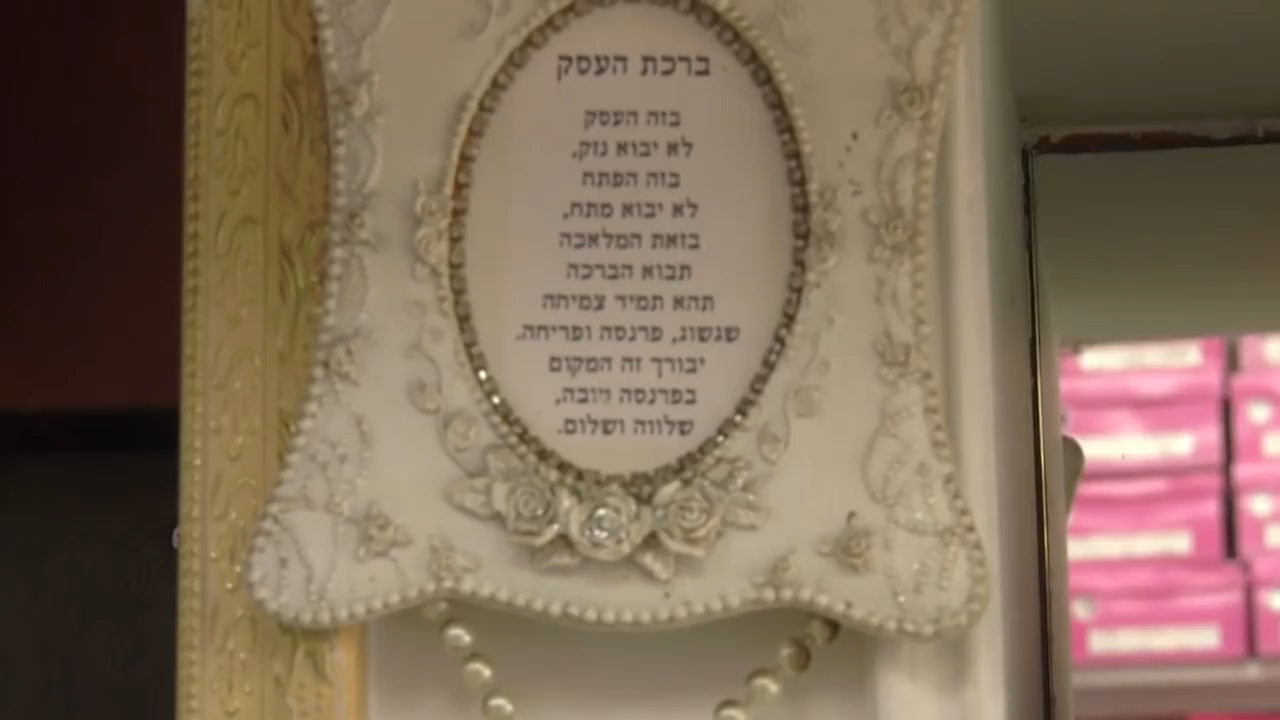 ברכת העסק
בזה העסק
לא יבוא נזק,
בזה הפתח
לא יבוא מתח,
בזאת המלאכה
תבוא הברכה
תהא תמיד צמיחה
שגשוג, פרנסה ופריחה.
יבורך זה המקום
בפרנסה טובה,
שלווה ושלום.